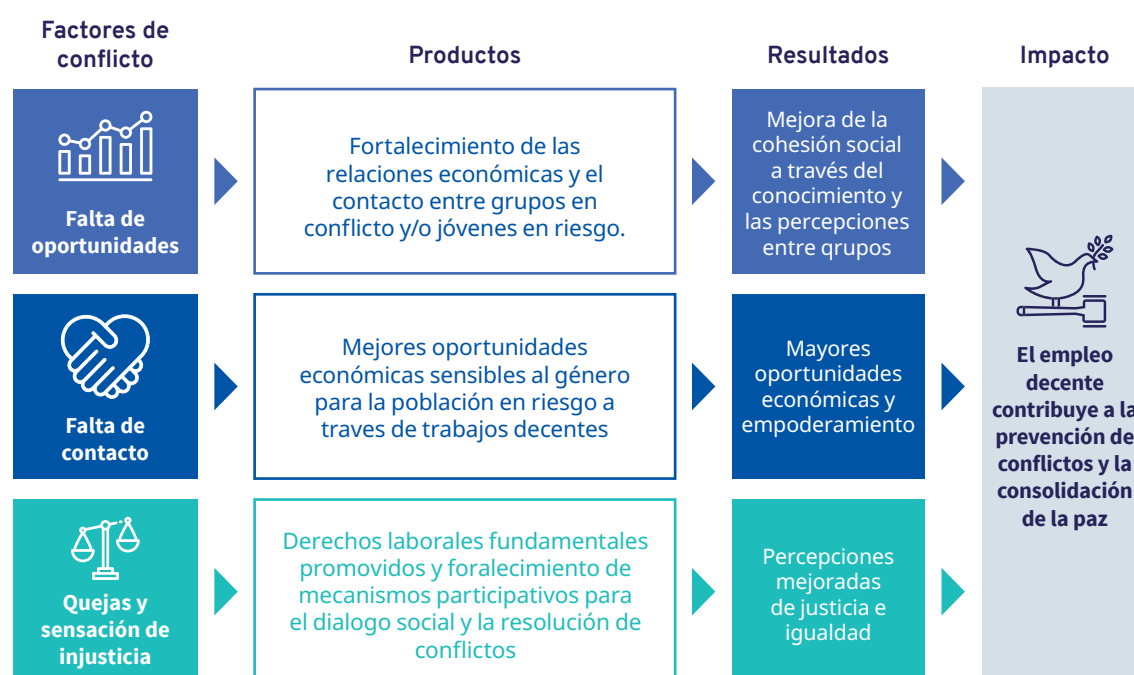 Factores de
conflicto
Productos
Resultados
Impacto
Falta de
oportunidades
Fortalecimiento de las
relaciones económicas y el
contacto entre grupos en
conflicto y/o jóvenes en riesgo.
Mejora de la
cohesión social
a través del
conocimiento y
las percepciones
entre qrupos
Falta de
contacto
Mejores oportunidades
económicas sensibles al género
para la población en riesgo a
traves de trabajos decentes
Mayores
oportunidades
económicas y
empoderamiento
Quejas y
sensación de
injusticia
Derechos laborales fundamentales
promovidos y foralecimiento de
mecanismos participativos para
el dialogo social y la resolución de
conflictos
Percepciones
mejoradas
de justicia e
igualdad
El empleo
decente
contribuye a la
prevención de
conflictos y la
consolidación
de la paz